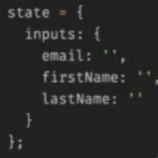 state = {
inputs: {
email: '',
firstName: '',
lastName: ''
}
};